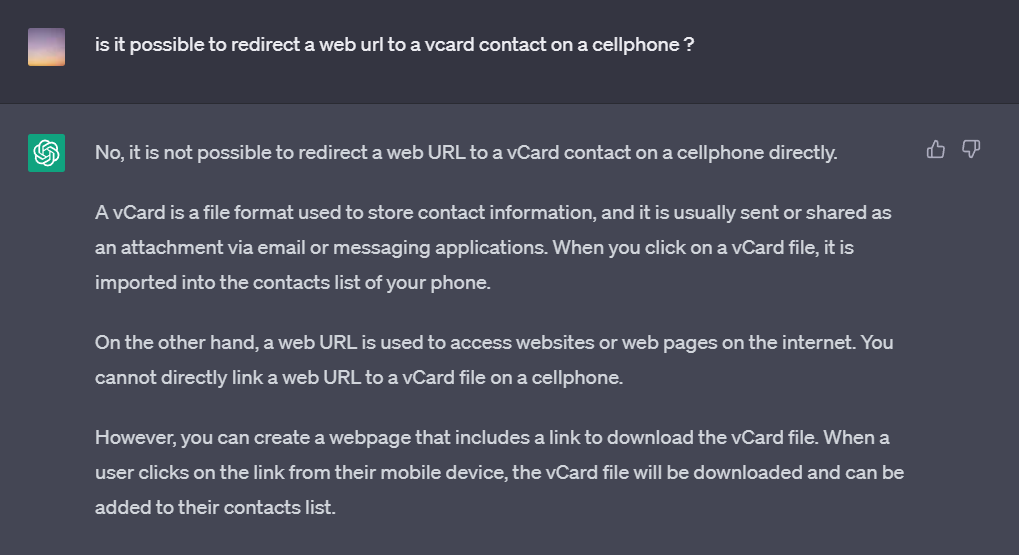 is it possible to redirect a web url to a vcard contact on a cellphone ?
No, it is not possible to redirect a web URL to a vCard contact on a cellphone directly.
A vCard is a file format used to store contact information, and it is usually sent or shared as
an attachment via email or messaging applications. When you click on a vCard file, it is
imported into the contacts list of your phone.
On the other hand, a web URL is used to access websites or web pages on the internet. You
cannot directly link a web URL to a vCard file on a cellphone.
However, you can create a webpage that includes a link to download the vCard file. When a
user clicks on the link from their mobile device, the vCard file will be downloaded and can be
added to their contacts list.